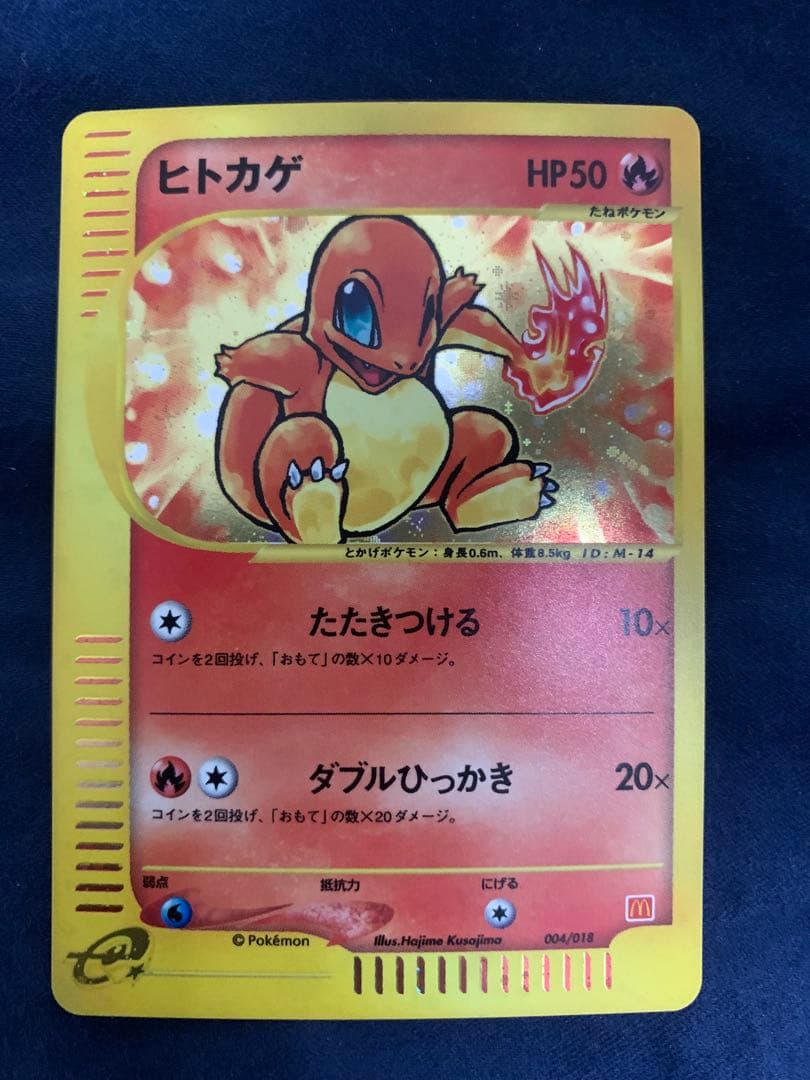 ヒトカゲ HP50
たねポケモン
とかげポケモン：身長0.6m、体重8.5kg ID:M-14
たたきつける 10×
コインを2回投げ、「おもて」の数×10ダメージ。
ダブルひっかき 20×
コインを2回投げ、「おもて」の数×20ダメージ。
弱点 抵抗力 にげる
©Pokémon Illus.Hajime Kusajima 004/018
e